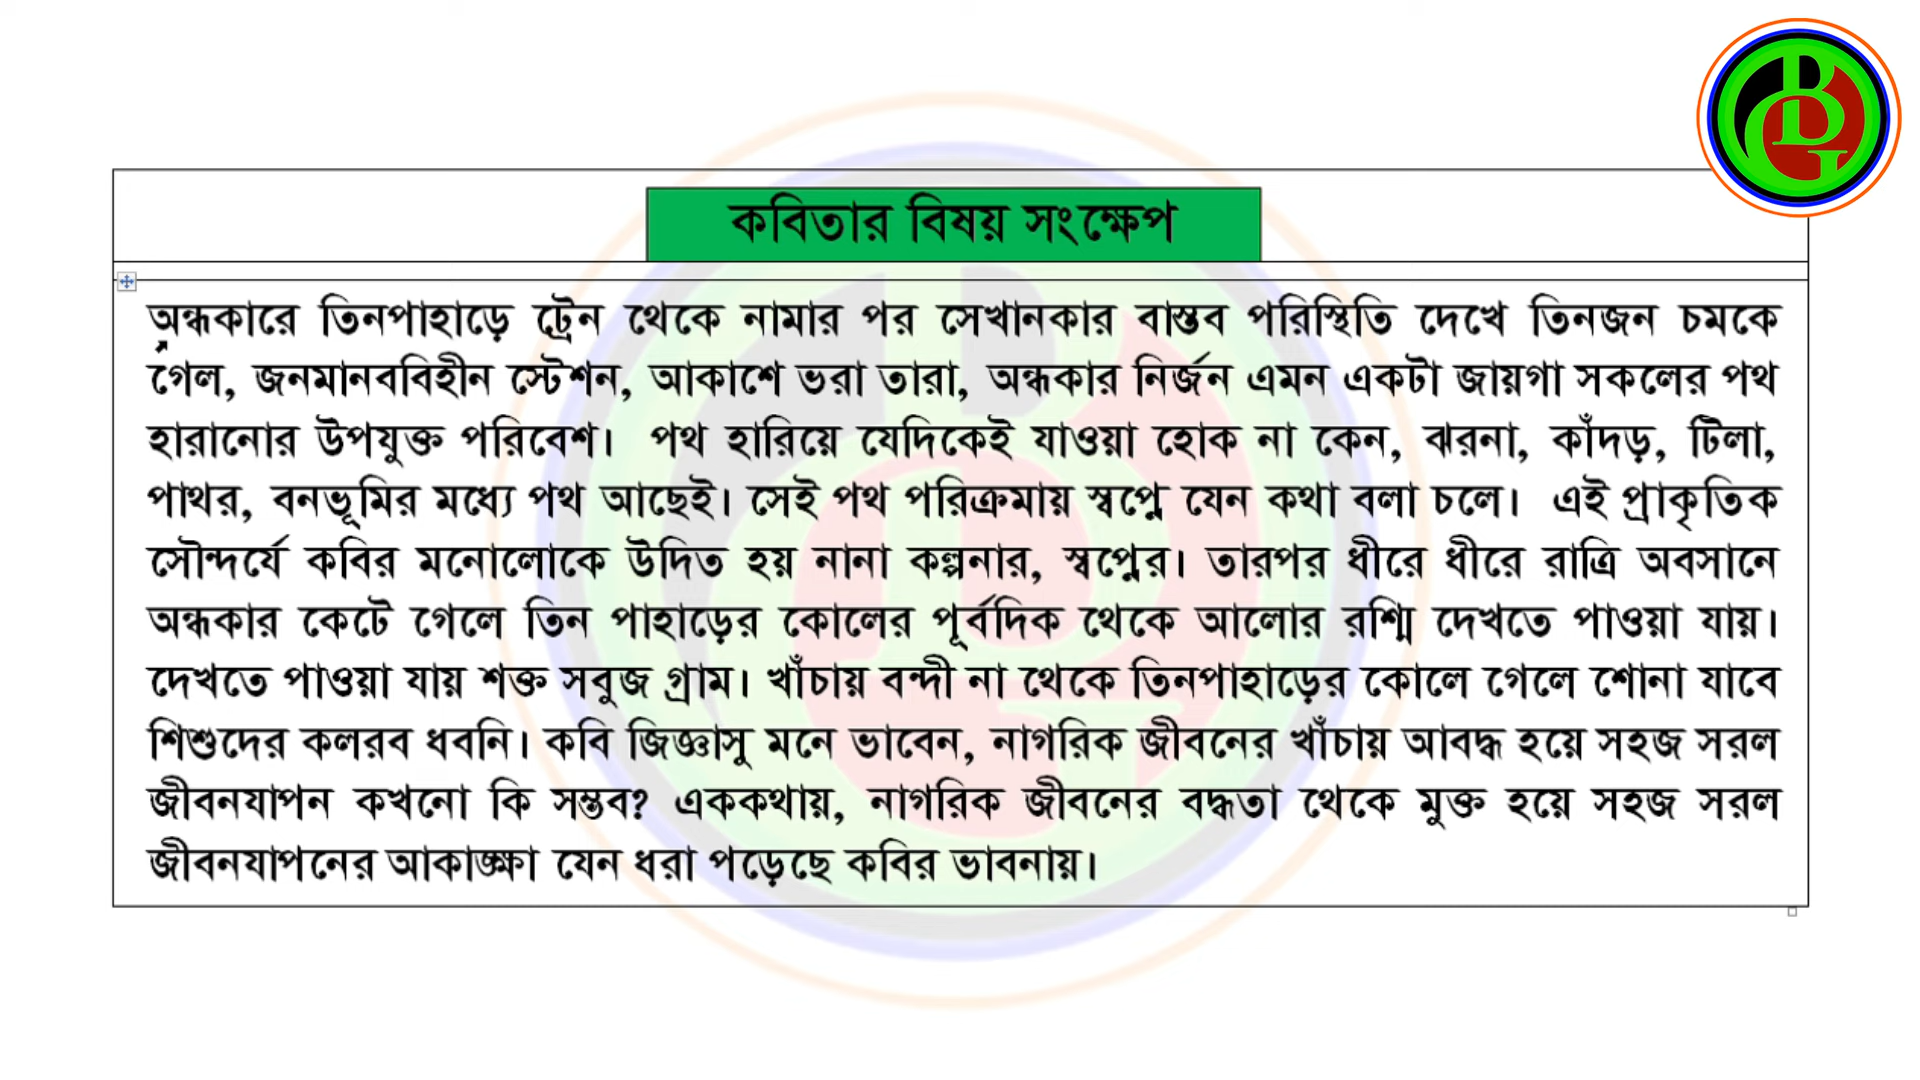 কবিতার বিষয় সংক্ষেপ
অন্ধকারে তিনপাহাড়ে ট্রেন থেকে নামার পর সেখানকার বাস্তব পরিস্থিতি দেখে তিনজন চমকে
গেল, জনমানববিহীন স্টেশন, আকাশে ভরা তারা, অন্ধকার নির্জন এমন একটা জায়গা সকলের পথ
হারানোর উপযুক্ত পরিবেশ। পথ হারিয়ে যেদিকেই যাওয়া হোক না কেন, ঝরনা, কাঁদড়, টিলা,
পাথর, বনভূমির মধ্যে পথ আছেই। সেই পথ পরিক্রমায় স্বপ্নে যেন কথা বলা চলে। এই প্রাকৃতিক
সৌন্দর্যে কবির মনোলোকে উদিত হয় নানা কল্পনার, স্বপ্নের। তারপর ধীরে ধীরে রাত্রি অবসানে
অন্ধকার কেটে গেলে তিন পাহাড়ের কোলের পূর্বদিক থেকে আলোর রশ্মি দেখতে পাওয়া যায়।
দেখতে পাওয়া যায় শক্ত সবুজ গ্রাম। খাঁচায় বন্দী না থেকে তিনপাহাড়ের কোলে গেলে শোনা যাবে
শিশুদের কলরব ধবনি। কবি জিজ্ঞাসু মনে ভাবেন, নাগরিক জীবনের খাঁচায় আবদ্ধ হয়ে সহজ সরল
জীবনযাপন কখনো কি সম্ভব? এককথায়, নাগরিক জীবনের বদ্ধতা থেকে মুক্ত হয়ে সহজ সরল
জীবনযাপনের আকাঙ্ক্ষা যেন ধরা পড়েছে কবির ভাবনায়।